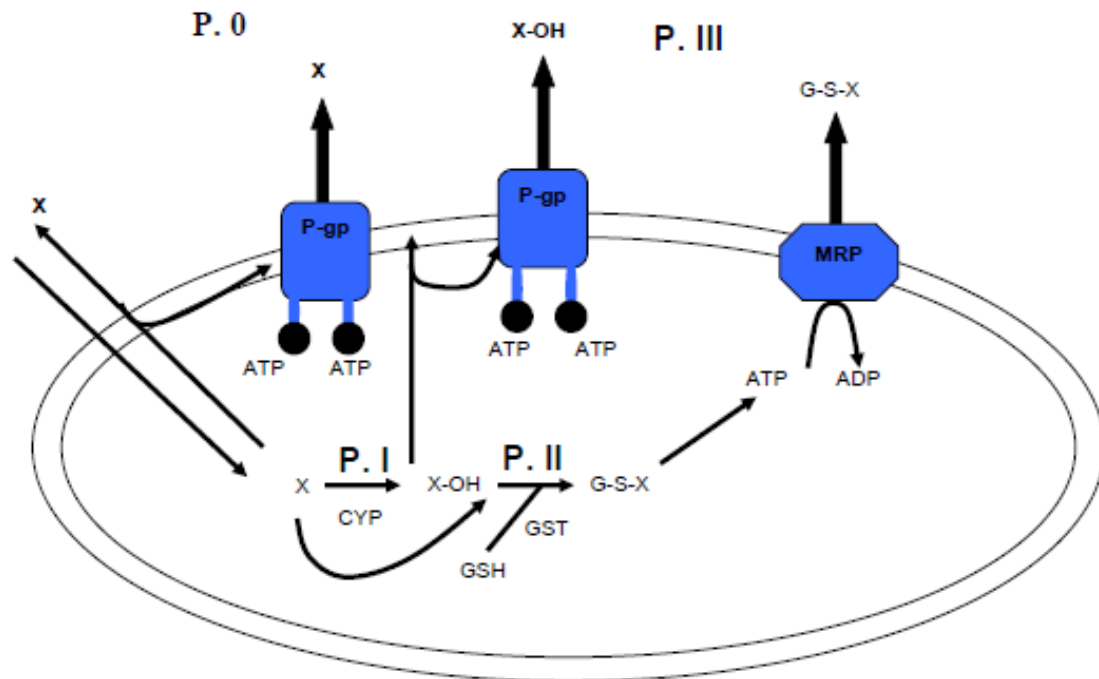 P. 0
X-OH
P. III
X
G-S-X
X
P-gp
P-gp
MRP
ATP
ATP
ATP
ATP
ATP
ADP
P. I
P. II
X
X-OH
G-S-X
CYP
GST
GSH